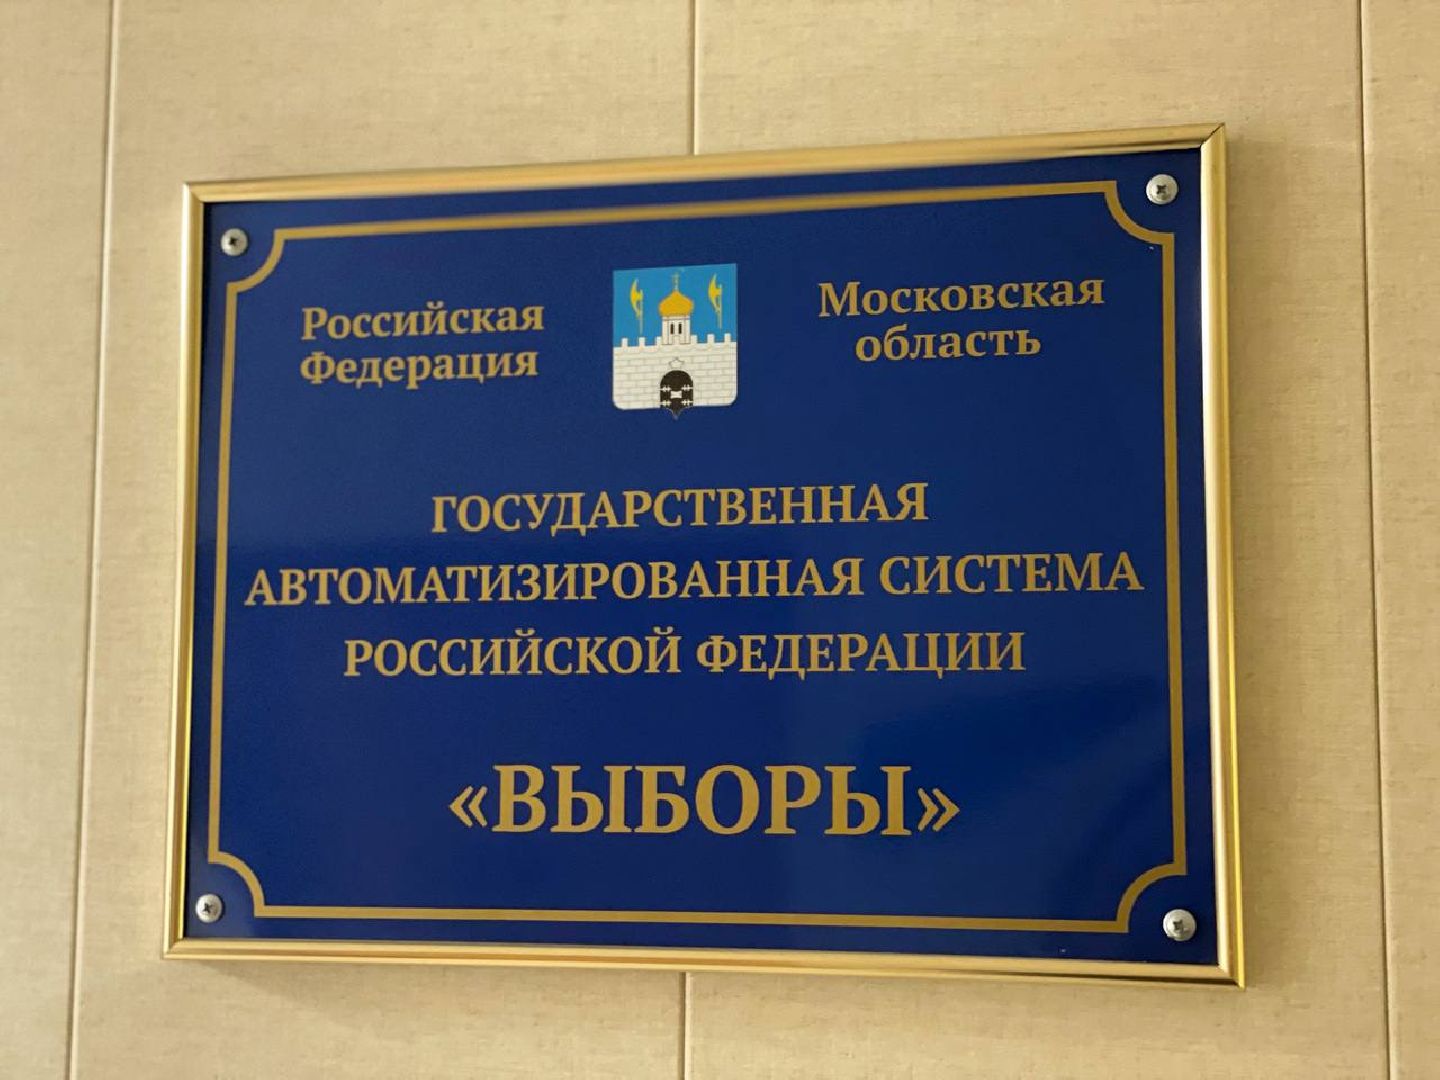 Российская
Федерация
Московская
область
ГОСУДАРСТВЕННАЯ
АВТОМАТИЗИРОВАННАЯ СИСТЕМА
РОССИЙСКОЙ ФЕДЕРАЦИИ
«ВЫБОРЫ»